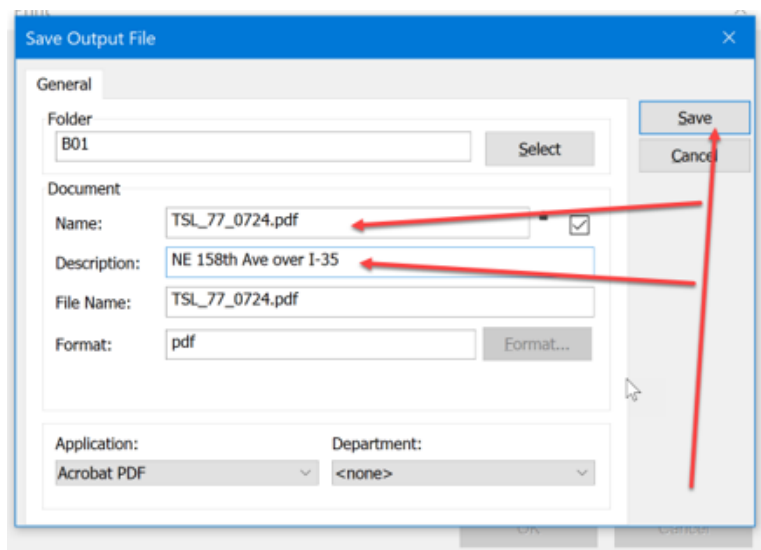 Save Output File
General
Folder
B01
Select
Save
Cancel
Document
Name:
TSL_77_0724.pdf
Description:
NE 158th Ave over I-35
File Name:
TSL_77_0724.pdf
Format:
pdf
Format...
Application:
Department:
Acrobat PDF
<none>
OK
Cancel